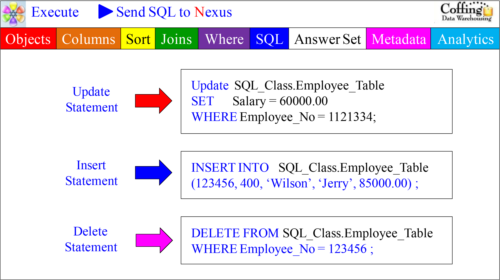 Execute
Send SQL to Nexus
Coffing
Data Warehousing
Objects Columns Sort Joins Where SQL Answer Set Metadata Analytics
Update
Statement
Update SQL_Class.Employee_Table
SET Salary = 60000.00
WHERE Employee_No = 1121334;
Insert
Statement
INSERT INTO SQL_Class.Employee_Table
(123456, 400, ‘Wilson’, ‘Jerry’, 85000.00) ;
Delete
Statement
DELETE FROM SQL_Class.Employee_Table
WHERE Employee_No = 123456 ;